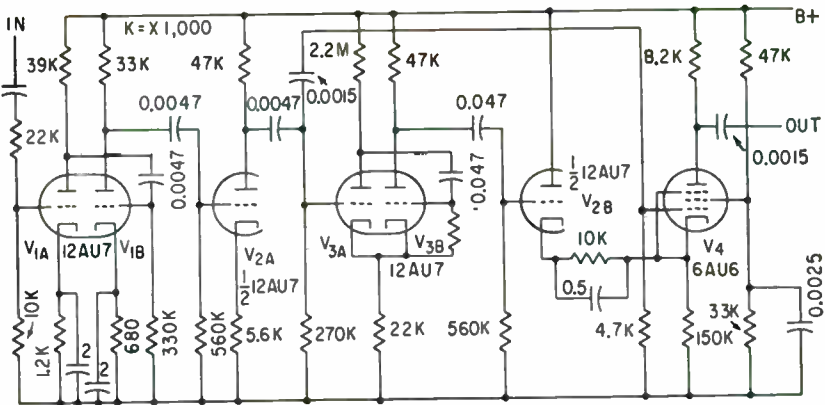 IN
K = X 1,000
B+
39K
33K
47K
2.2M
47K
8.2K
47K
0.0047
0.0047
0.0015
0.047
22K
0.0047
.047
OUT
0.0015
1/2 12AU7
V2B
V1A
12AU7
V1B
V2A
1/2 12AU7
V3A
V3B
12AU7
10K
0.5
V4
6AU6
10K
1.2K
2
2
680
330K
560K
5.6K
270K
22K
560K
4.7K
150K
33K
0.0025